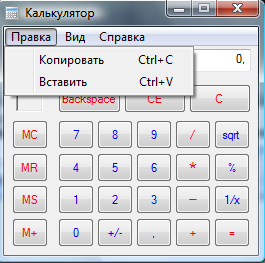 Калькулятор
Правка Вид Справка
Копировать Ctrl+C
0,
Вставить Ctrl+V
Backspace CE C
MC 7 8 9 / sqrt
MR 4 5 6 * %
MS 1 2 3 – 1/x
M+ 0 +/- , + =